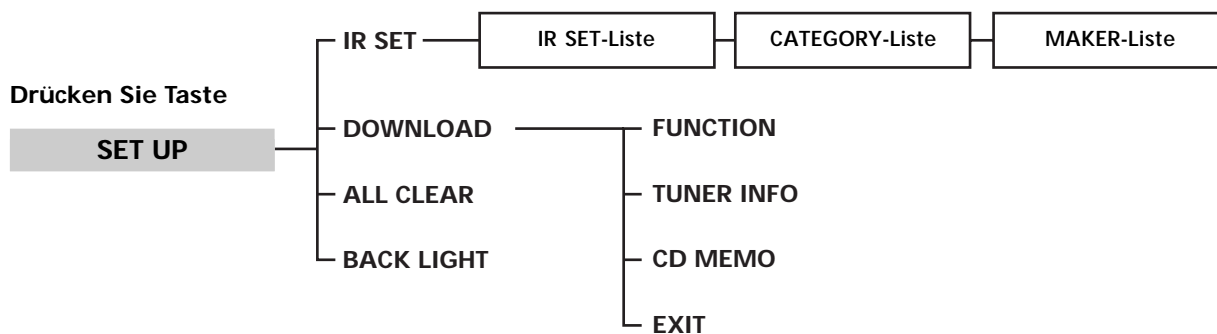 IR SET
IR SET-Liste
CATEGORY-Liste
MAKER-Liste
Drücken Sie Taste
SET UP
DOWNLOAD
FUNCTION
ALL CLEAR
TUNER INFO
BACK LIGHT
CD MEMO
EXIT